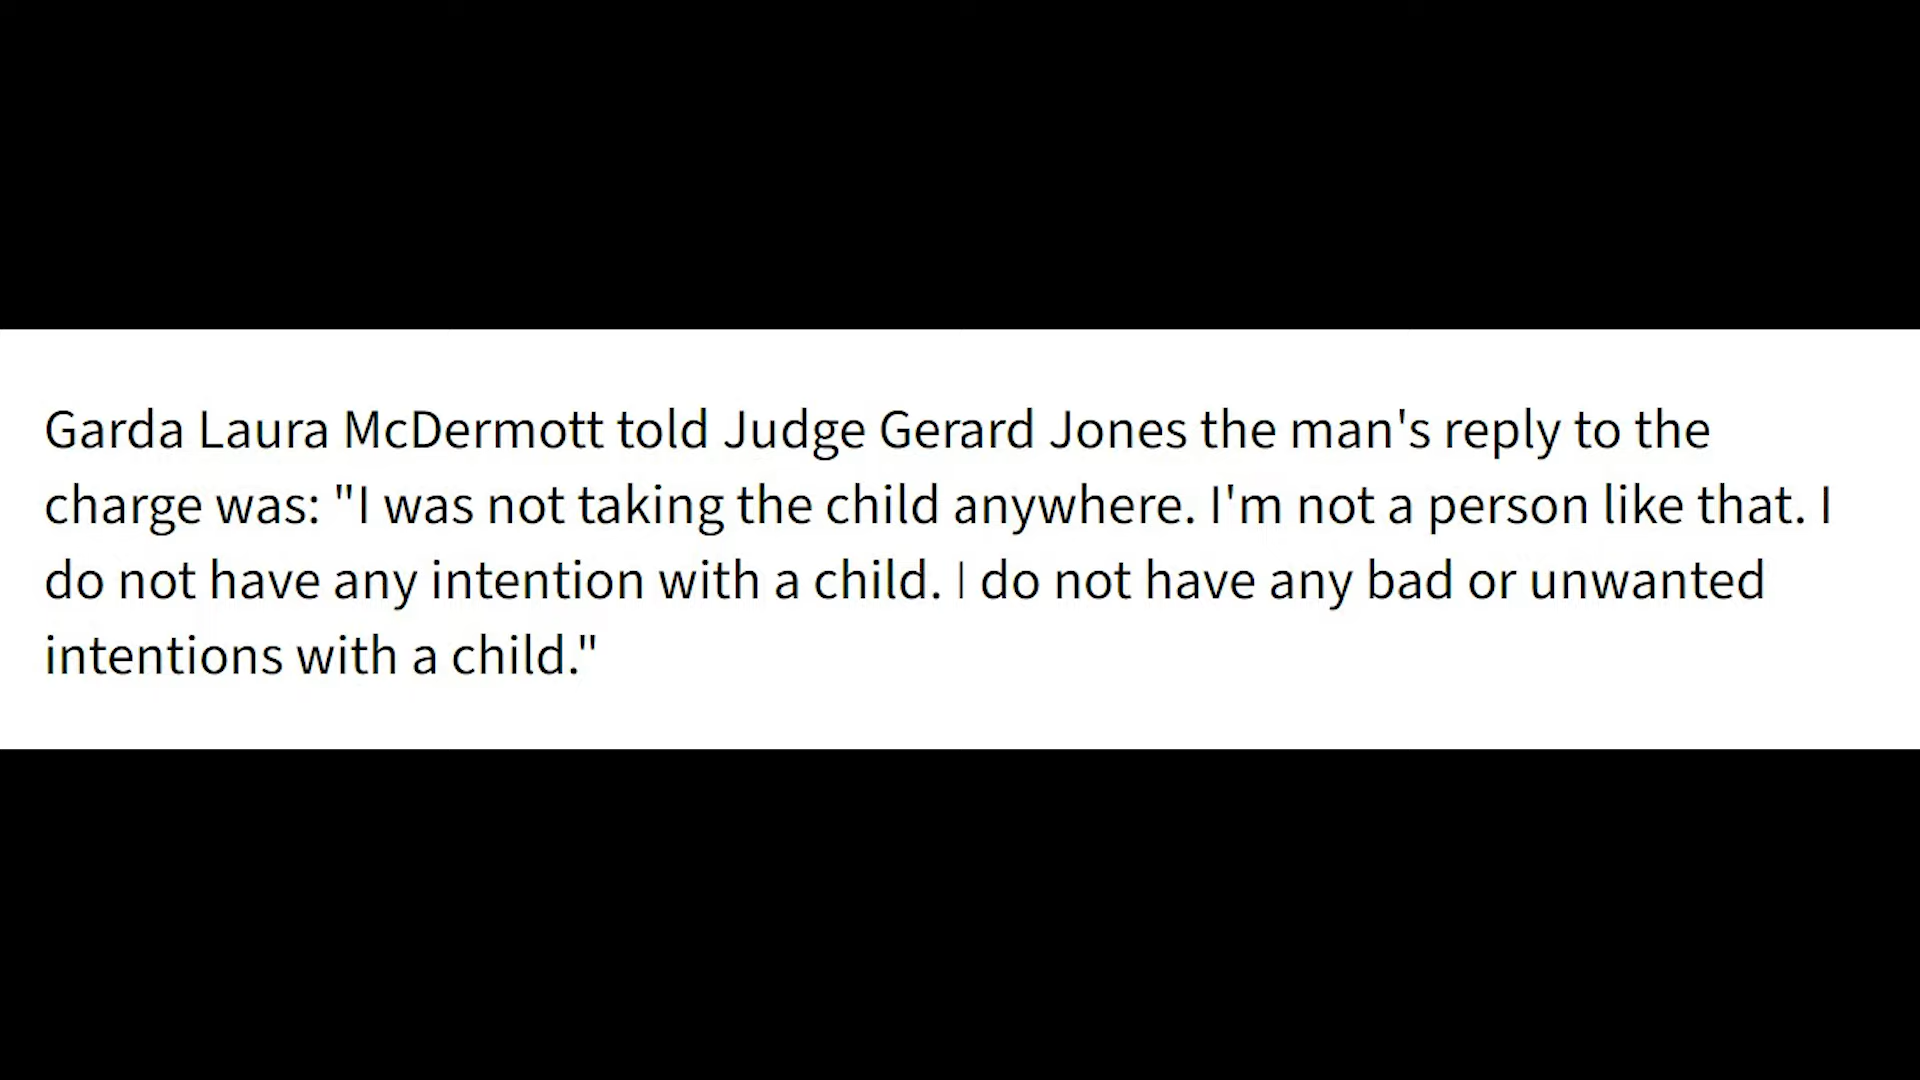 Garda Laura McDermott told Judge Gerard Jones the man's reply to the
charge was: "I was not taking the child anywhere. I'm not a person like that. I
do not have any intention with a child. I do not have any bad or unwanted
intentions with a child."